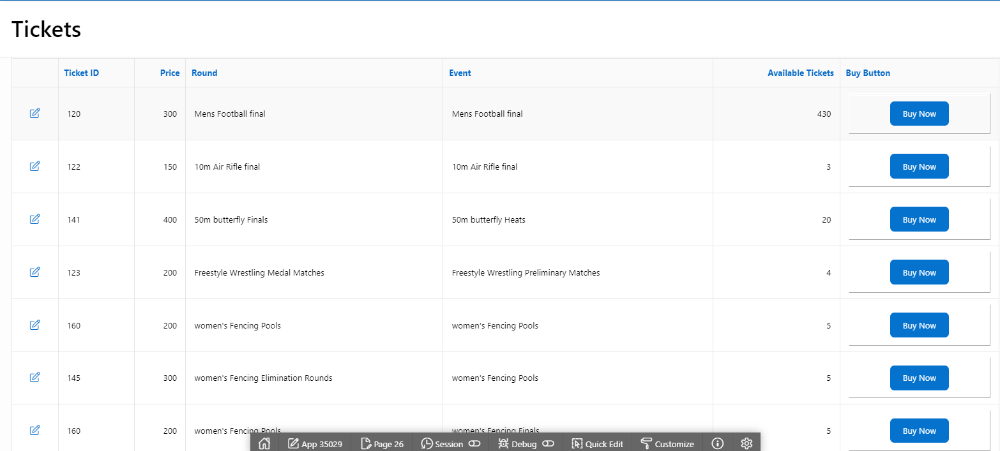 Tickets
Ticket ID Price Round Event Available Tickets Buy Button
120 300 Mens Football final Mens Football final 430 Buy Now
122 150 10m Air Rifle final 10m Air Rifle final 3 Buy Now
141 400 50m butterfly Finals 50m butterfly Heats 20 Buy Now
123 200 Freestyle Wrestling Medal Matches Freestyle Wrestling Preliminary Matches 4 Buy Now
160 200 women's Fencing Pools women's Fencing Pools 5 Buy Now
145 300 women's Fencing Elimination Rounds women's Fencing Pools 5 Buy Now
160 200 women's Fencing Pools women's Fencing Finals 5 Buy Now
App 35029 Page 26 Session Debug Quick Edit Customize